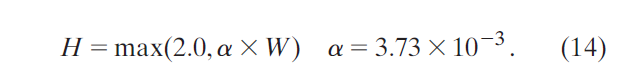 H = max(2.0, α × W)   α = 3.73 × 10⁻³.   (14)